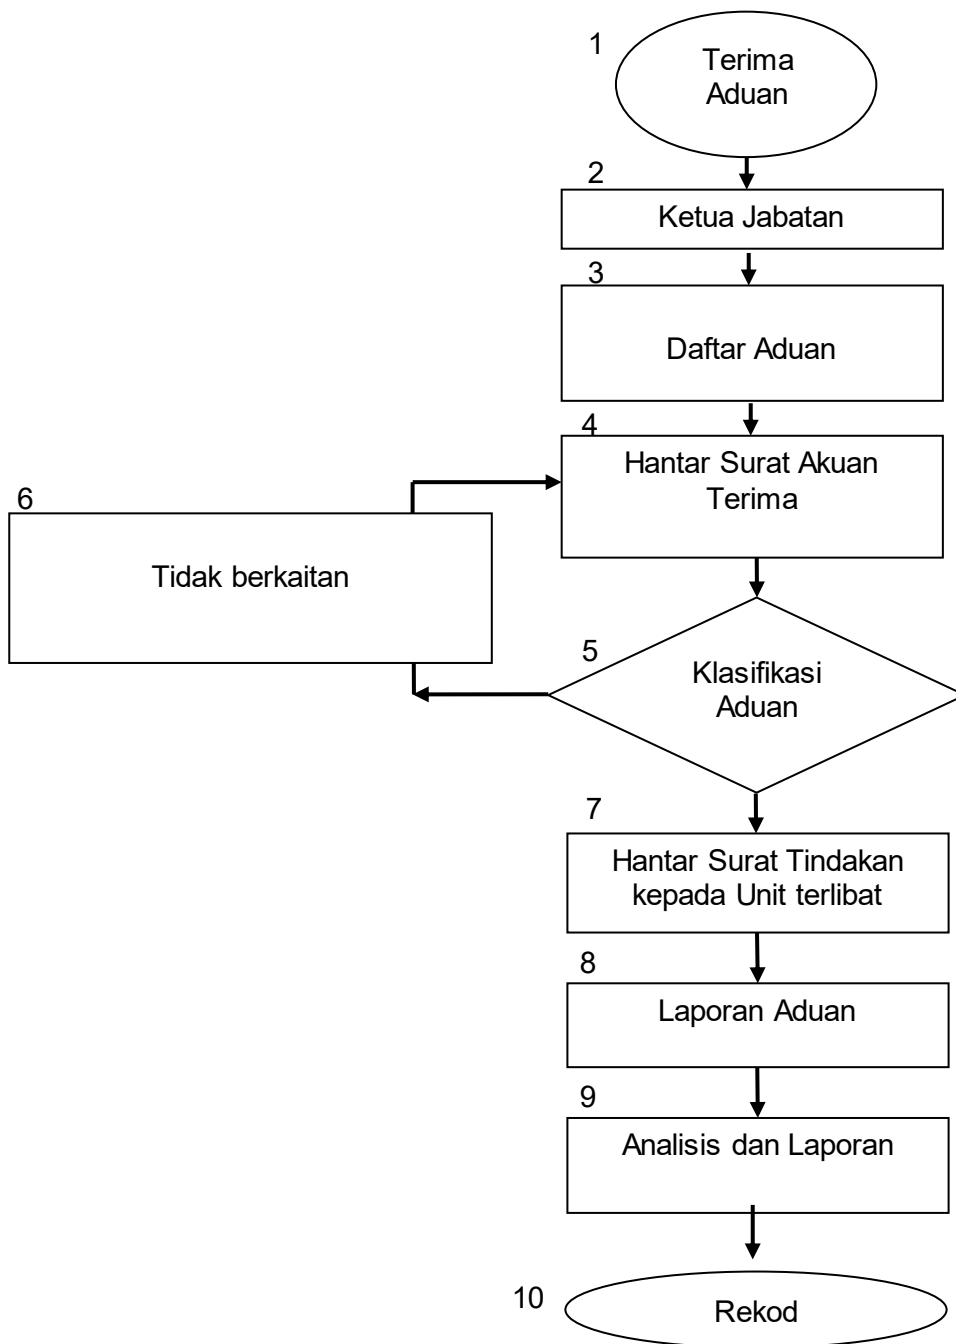 1
Terima
Aduan
2
Ketua Jabatan
3
Daftar Aduan
4
Hantar Surat Akuan
Terima
6
Tidak berkaitan
5
Klasifikasi
Aduan
7
Hantar Surat Tindakan
kepada Unit terlibat
8
Laporan Aduan
9
Analisis dan Laporan
10
Rekod